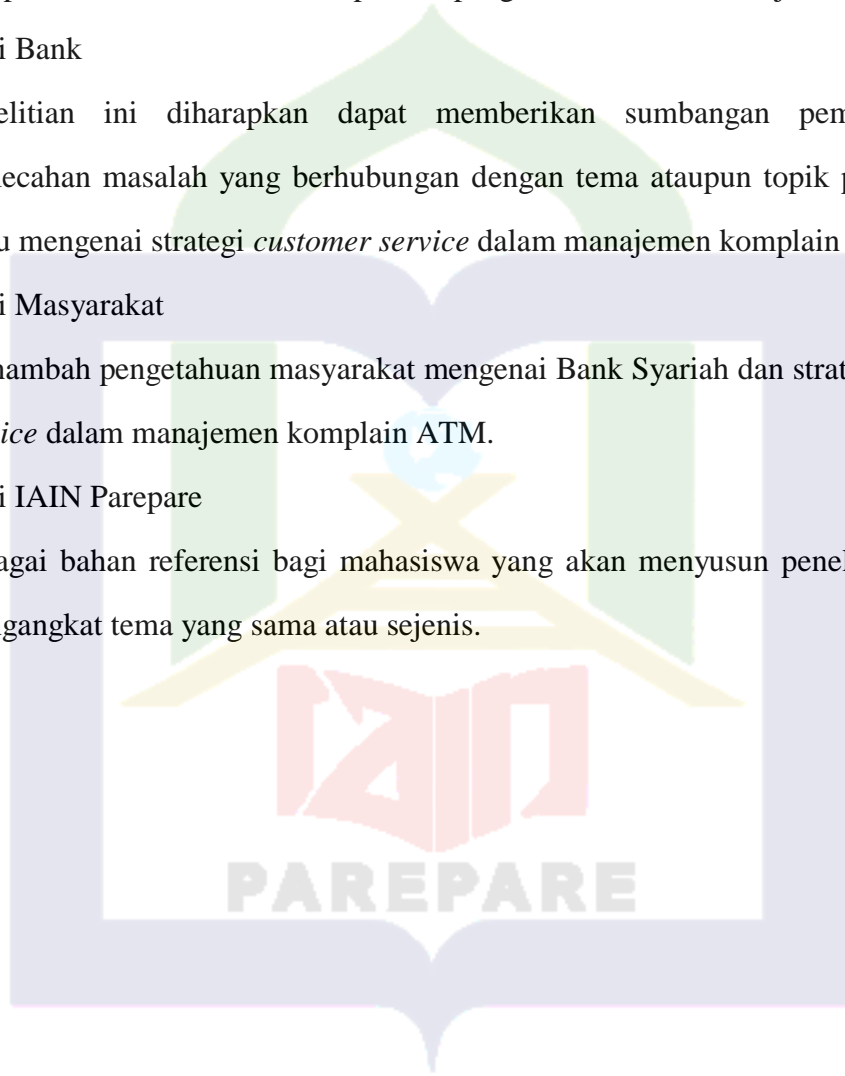 i Bank
elitian ini diharapkan dapat memberikan sumbangan pem
ecahan masalah yang berhubungan dengan tema ataupun topik p
u mengenai strategi customer service dalam manajemen komplain
i Masyarakat
nambah pengetahuan masyarakat mengenai Bank Syariah dan strat
ice dalam manajemen komplain ATM.
i IAIN Parepare
agai bahan referensi bagi mahasiswa yang akan menyusun penel
gangkat tema yang sama atau sejenis.
IAIN
PAREPARE